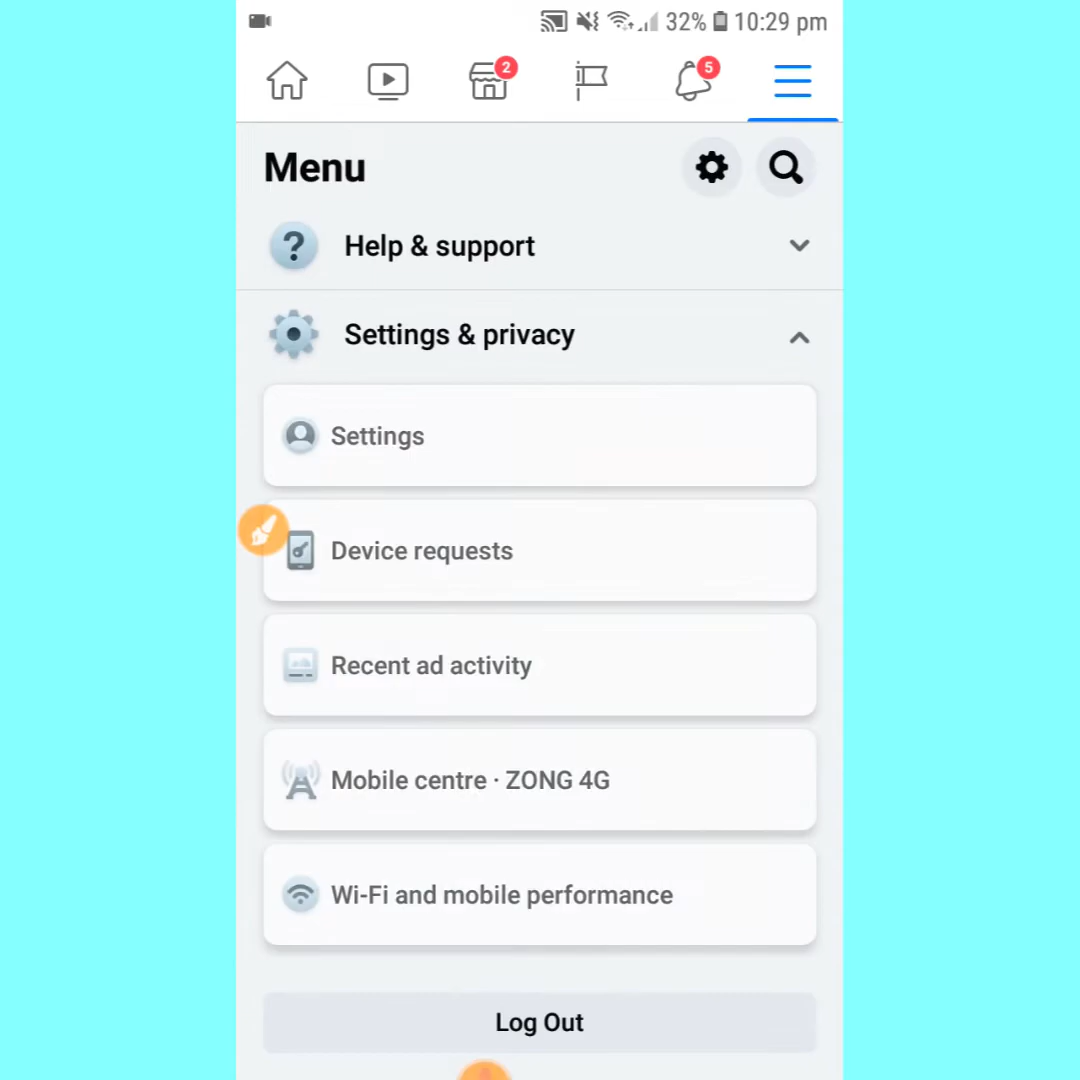 32% 10:29 pm
2
5
Menu
Help & support
Settings & privacy
Settings
Device requests
Recent ad activity
Mobile centre · ZONG 4G
Wi-Fi and mobile performance
Log Out